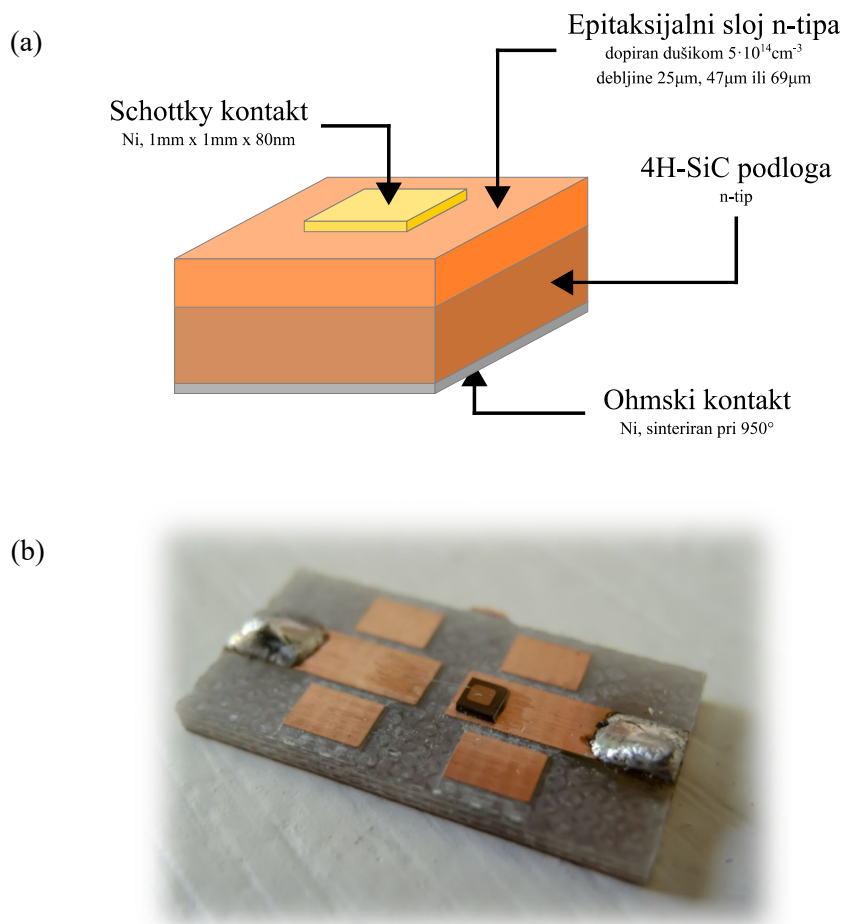 (a)
Epitaksijalni sloj n-tipa
dopiran dušikom 5·10¹⁴cm⁻³
debljine 25µm, 47µm ili 69µm
Schottky kontakt
Ni, 1mm x 1mm x 80nm
4H-SiC podloga
n-tip
Ohmski kontakt
Ni, sinteriran pri 950°
(b)